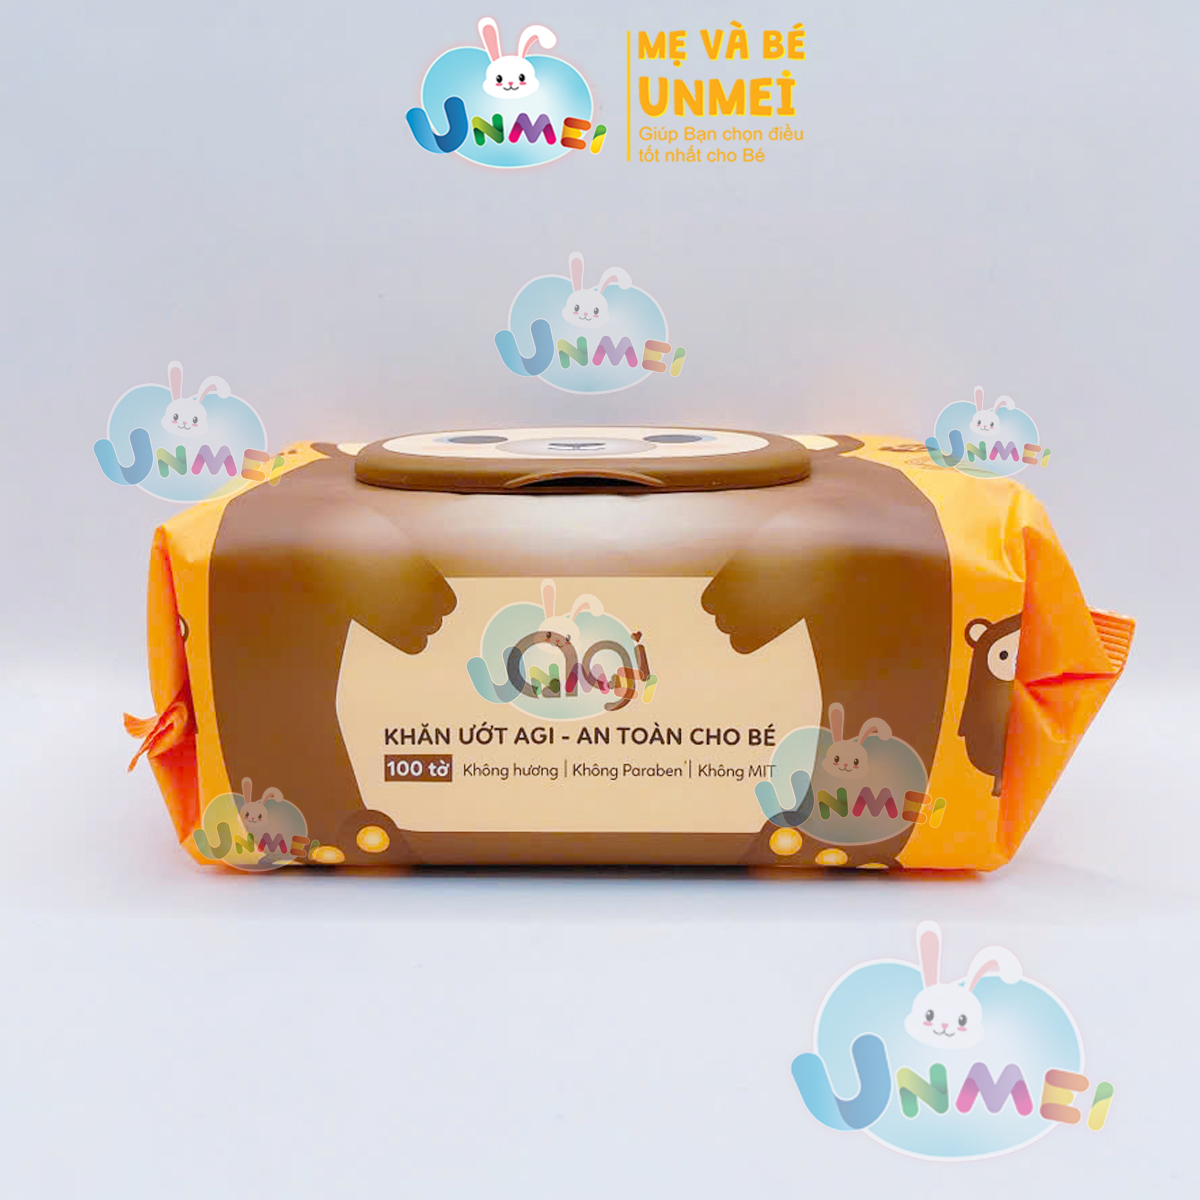 UNMEI
MẸ VÀ BÉ
UNMEI
Giúp Bạn chọn điều
tốt nhất cho Bé
UNMEI
UNMEI
UNMEI
agi
UNMEI
KHĂN ƯỚT AGI - AN TOÀN CHO BÉ
100 tờ Không hương | Không Paraben | Không MIT
UNMEI
UNMEI
UNMEI